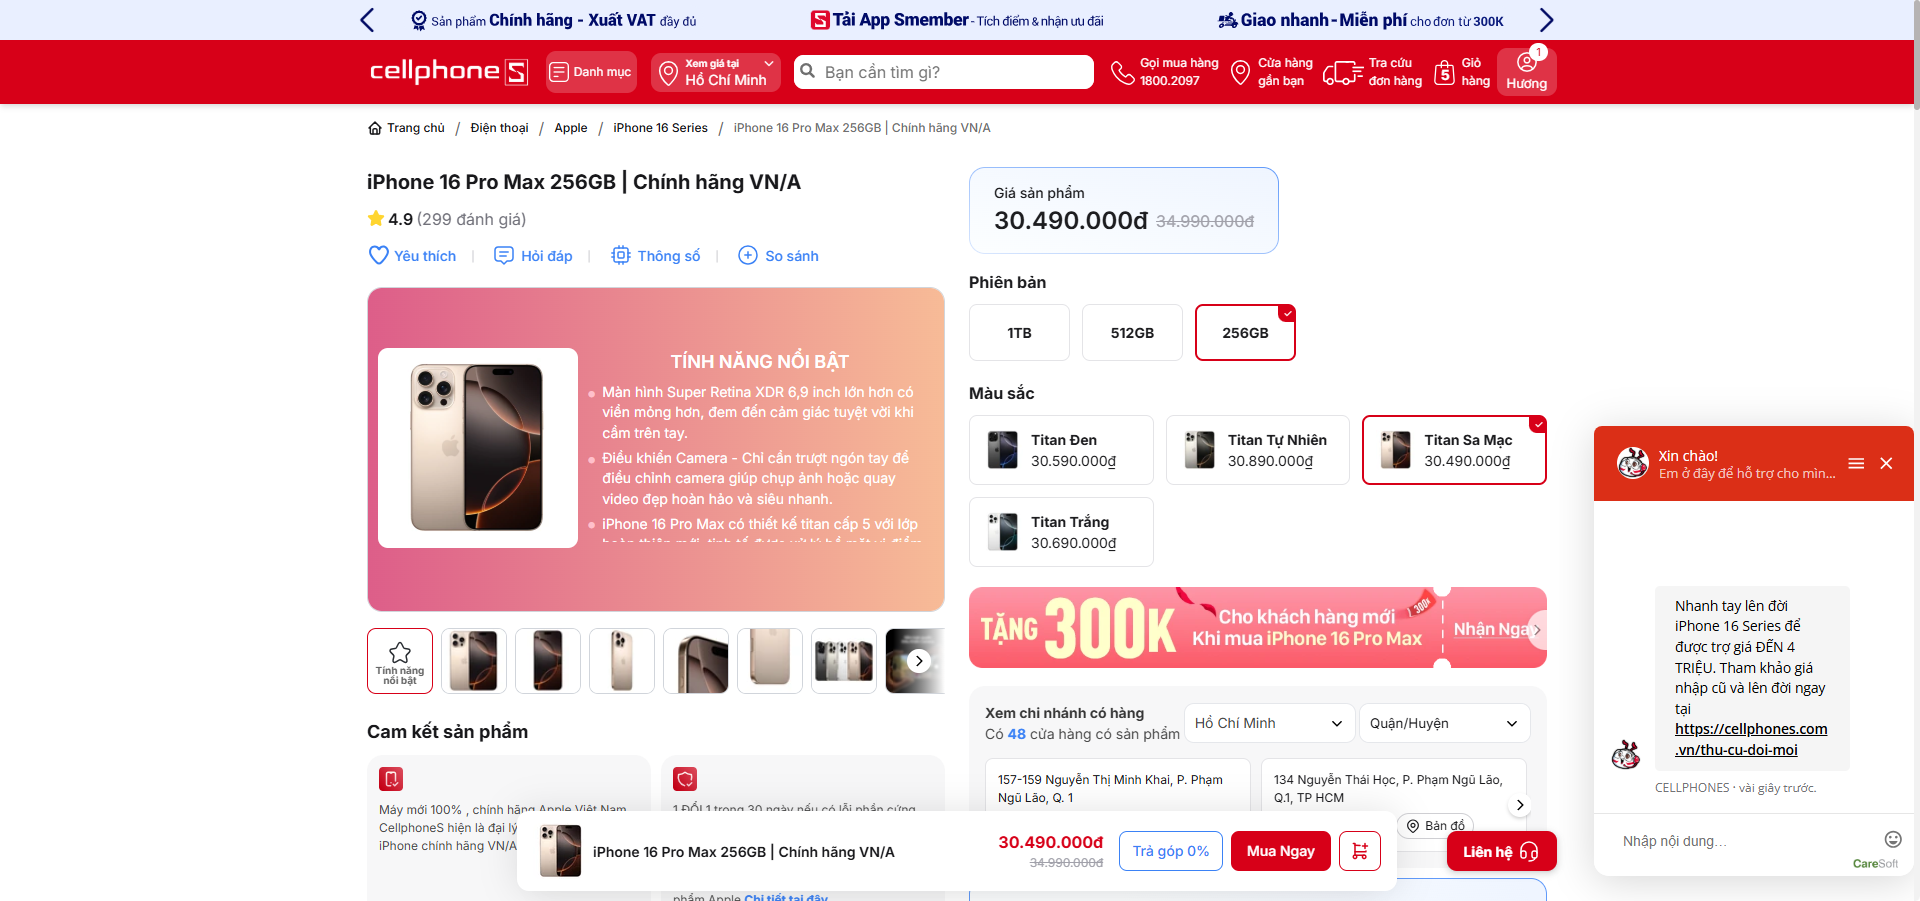 Sản phẩm Chính hãng - Xuất VAT đầy đủ
Tải App Smember - Tích điểm & nhận ưu đãi
Giao nhanh - Miễn phí cho đơn từ 300K
cellphoneS
Danh mục
Xem giá tại
Hồ Chí Minh
Bạn cần tìm gì?
Gọi mua hàng
1800.2097
Cửa hàng
gần bạn
Tra cứu
đơn hàng
5
Giỏ
hàng
1
Hương
Trang chủ / Điện thoại / Apple / iPhone 16 Series / iPhone 16 Pro Max 256GB | Chính hãng VN/A
iPhone 16 Pro Max 256GB | Chính hãng VN/A
4.9 (299 đánh giá)
Yêu thích | Hỏi đáp | Thông số | So sánh
TÍNH NĂNG NỔI BẬT
Màn hình Super Retina XDR 6,9 inch lớn hơn có
viền mỏng hơn, đem đến cảm giác tuyệt vời khi
cầm trên tay.
Điều khiển Camera - Chỉ cần trượt ngón tay để
điều chỉnh camera giúp chụp ảnh hoặc quay
video đẹp hoàn hảo và siêu nhanh.
iPhone 16 Pro Max có thiết kế titan cấp 5 với lớp
Tính năng
nổi bật
Cam kết sản phẩm
Máy mới 100% , chính hãng Apple Việt Nam.
CellphoneS hiện là đại lý
iPhone chính hãng VN/A
1 ĐỔI 1 trong 30 ngày nếu có lỗi phần cứng
phẩm Apple Chi tiết tại đây
Giá sản phẩm
30.490.000đ 34.990.000đ
Phiên bản
1TB
512GB
256GB
Màu sắc
Titan Đen
30.590.000₫
Titan Tự Nhiên
30.890.000₫
Titan Sa Mạc
30.490.000₫
Titan Trắng
30.690.000₫
TẶNG 300K
Cho khách hàng mới
Khi mua iPhone 16 Pro Max
300K
Nhận Ngay
Xem chi nhánh có hàng
Có 48 cửa hàng có sản phẩm
Hồ Chí Minh
Quận/Huyện
157-159 Nguyễn Thị Minh Khai, P. Phạm
Ngũ Lão, Q. 1
134 Nguyễn Thái Học, P. Phạm Ngũ Lão,
Q.1, TP HCM
Bản đồ
iPhone 16 Pro Max 256GB | Chính hãng VN/A
30.490.000đ
34.990.000đ
Trả góp 0%
Mua Ngay
Liên hệ
Xin chào!
Em ở đây để hỗ trợ cho mìn...
Nhanh tay lên đời
iPhone 16 Series để
được trợ giá ĐẾN 4
TRIỆU. Tham khảo giá
nhập cũ và lên đời ngay
tại
https://cellphones.com
.vn/thu-cu-doi-moi
CELLPHONES · vài giây trước.
Nhập nội dung...
CareSoft